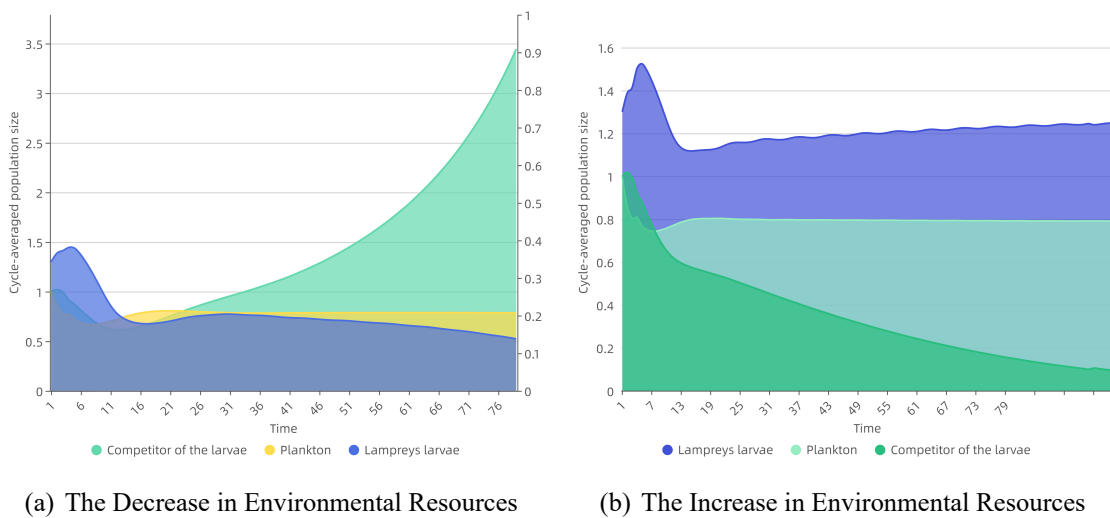 Cycle-averaged population size
3.5
3
2.5
2
1.5
1
0.5
0
1
0.9
0.8
0.7
0.6
0.5
0.4
0.3
0.2
0.1
0
1 6 11 16 21 26 31 36 41 46 51 56 61 66 71 76
Time
Competitor of the larvae Plankton Lampreys larvae
(a) The Decrease in Environmental Resources
Cycle-averaged population size
1.6
1.4
1.2
1
0.8
0.6
0.4
0.2
0
1 7 13 19 25 31 37 43 49 55 61 67 73 79
Time
Lampreys larvae Plankton Competitor of the larvae
(b) The Increase in Environmental Resources